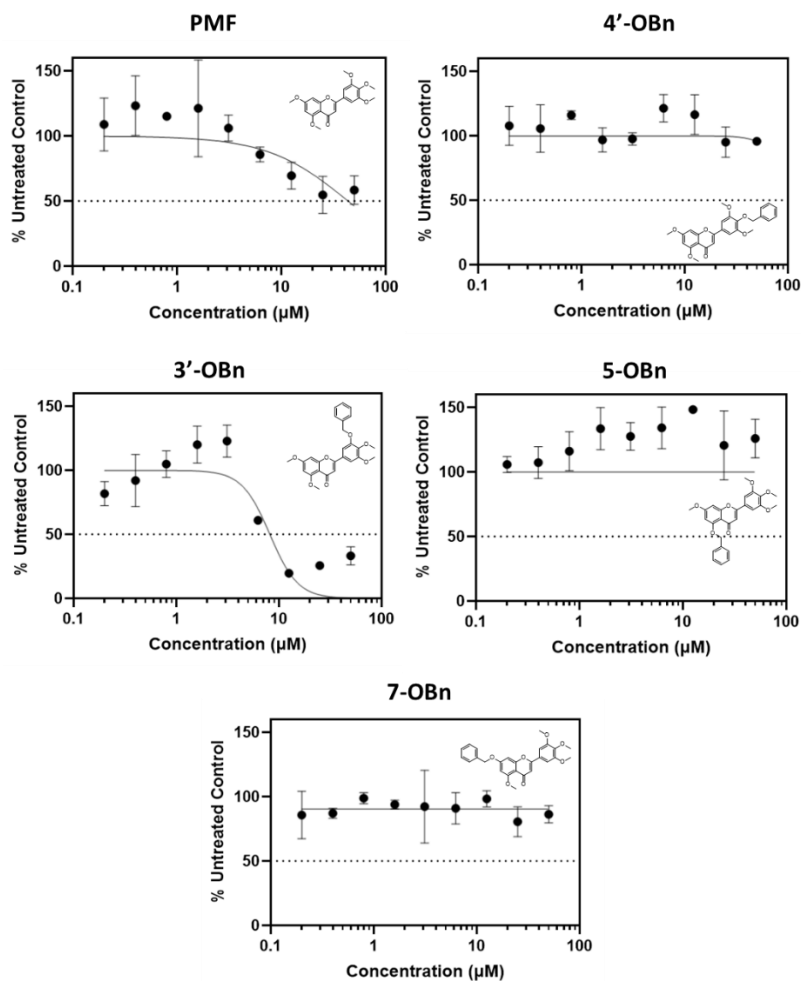 PMF
% Untreated Control
150
100
50
0
0.1 1 10 100
Concentration (µM)
4’-OBn
% Untreated Control
150
100
50
0
0.1 1 10 100
Concentration (µM)
3’-OBn
% Untreated Control
150
100
50
0
0.1 1 10 100
Concentration (µM)
5-OBn
% Untreated Control
150
100
50
0
0.1 1 10 100
Concentration (µM)
7-OBn
% Untreated Control
150
100
50
0
0.1 1 10 100
Concentration (µM)